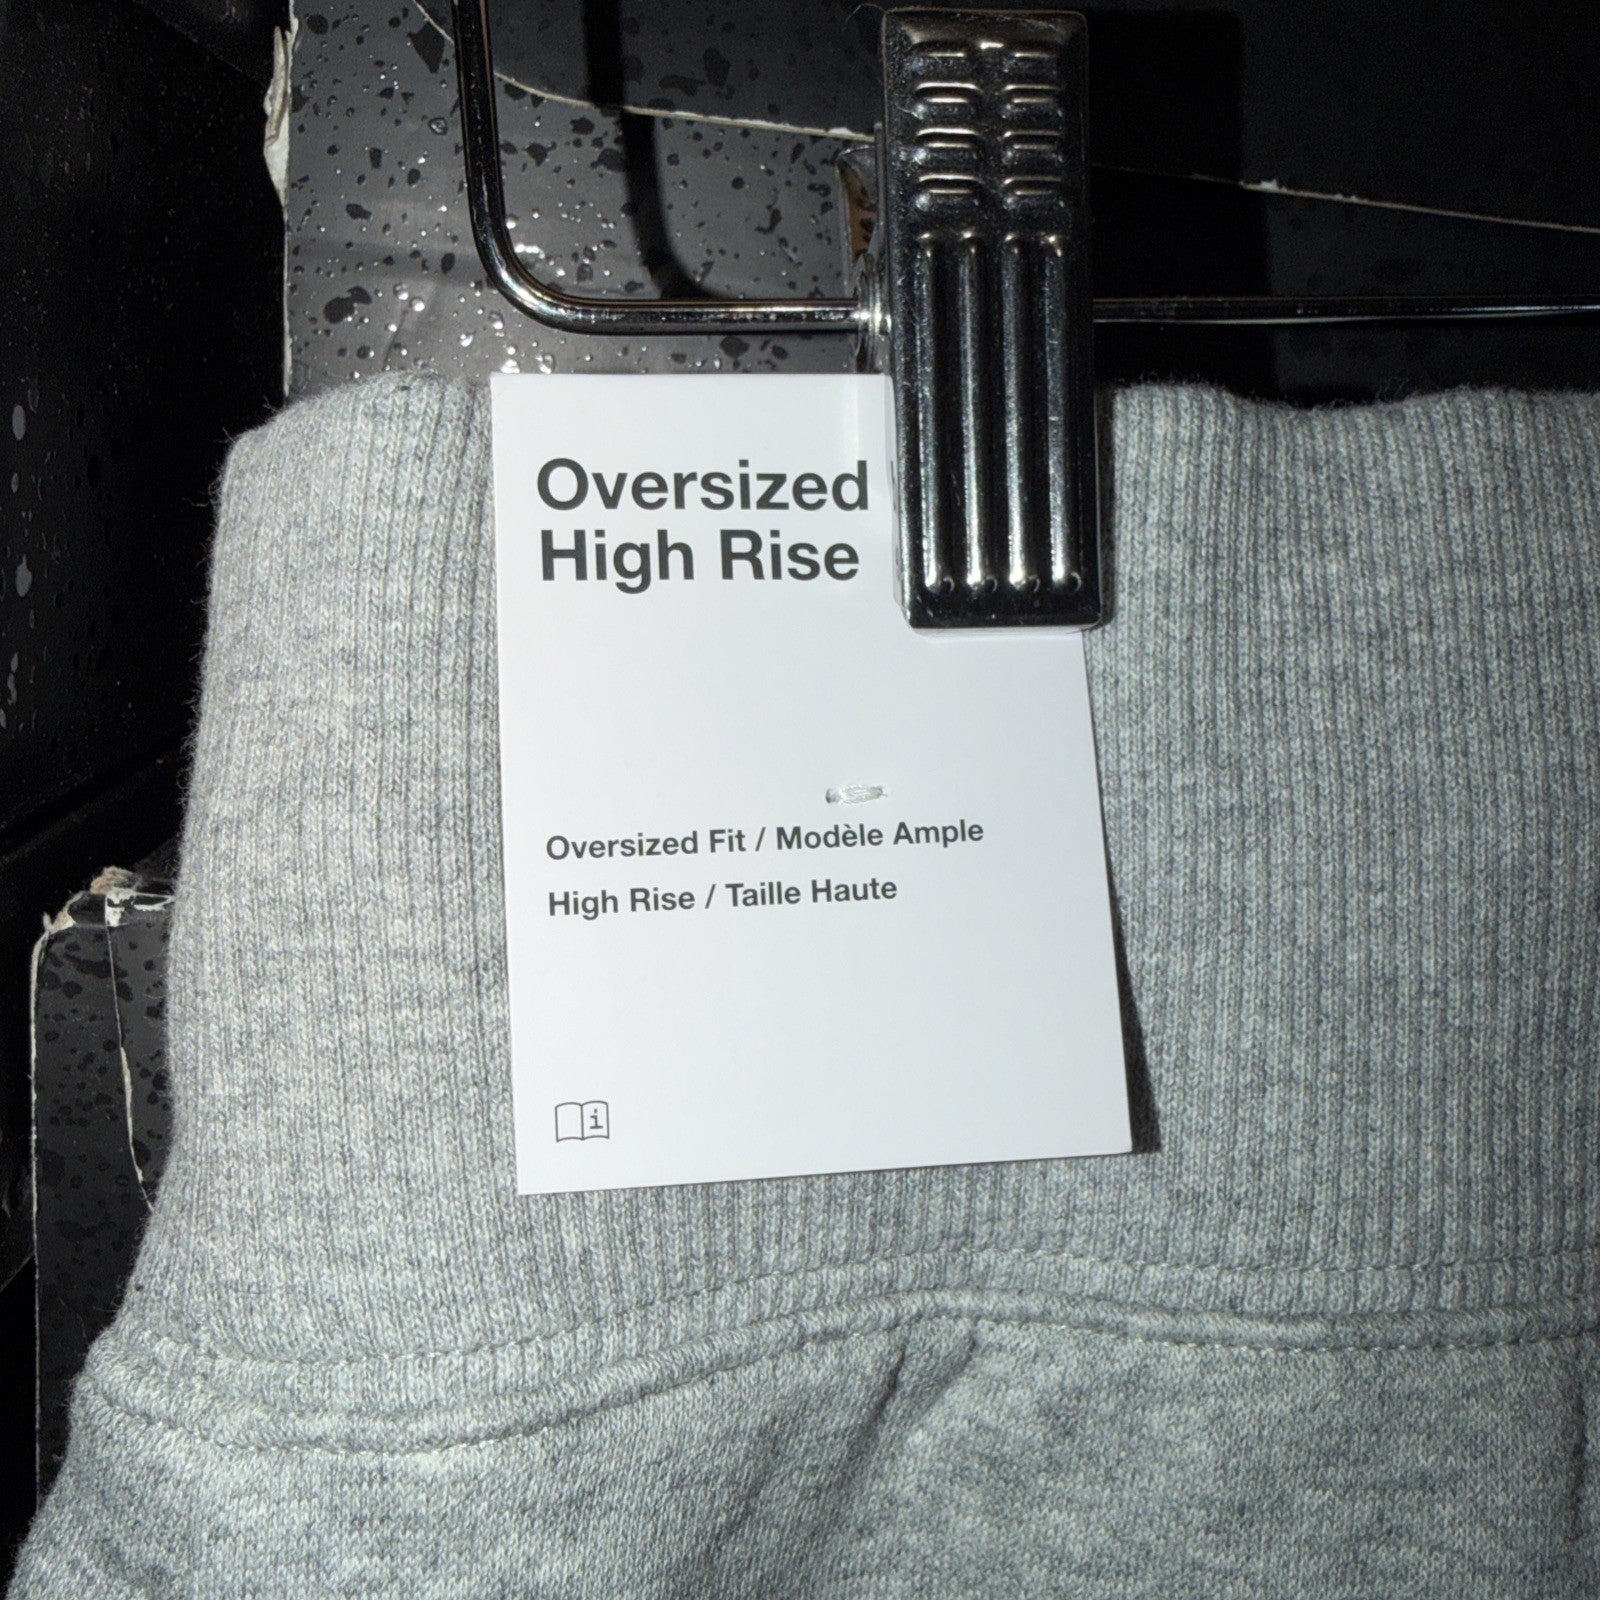 Oversized
High Rise
Oversized Fit / Modèle Ample
High Rise / Taille Haute
i